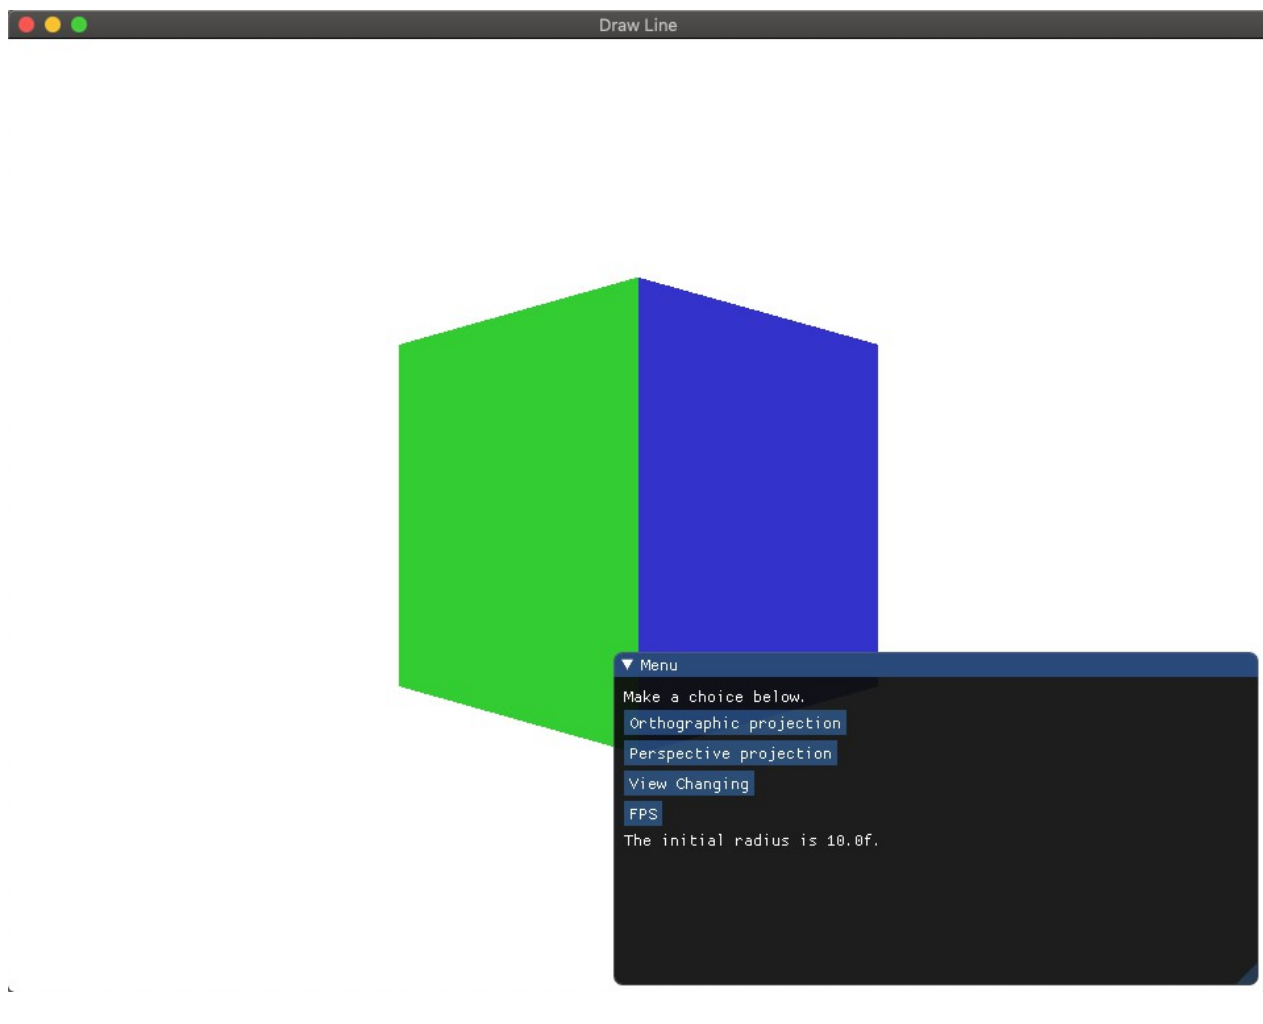 Draw Line
Menu
Make a choice below.
Orthographic projection
Perspective projection
View Changing
FPS
The initial radius is 10.0f.